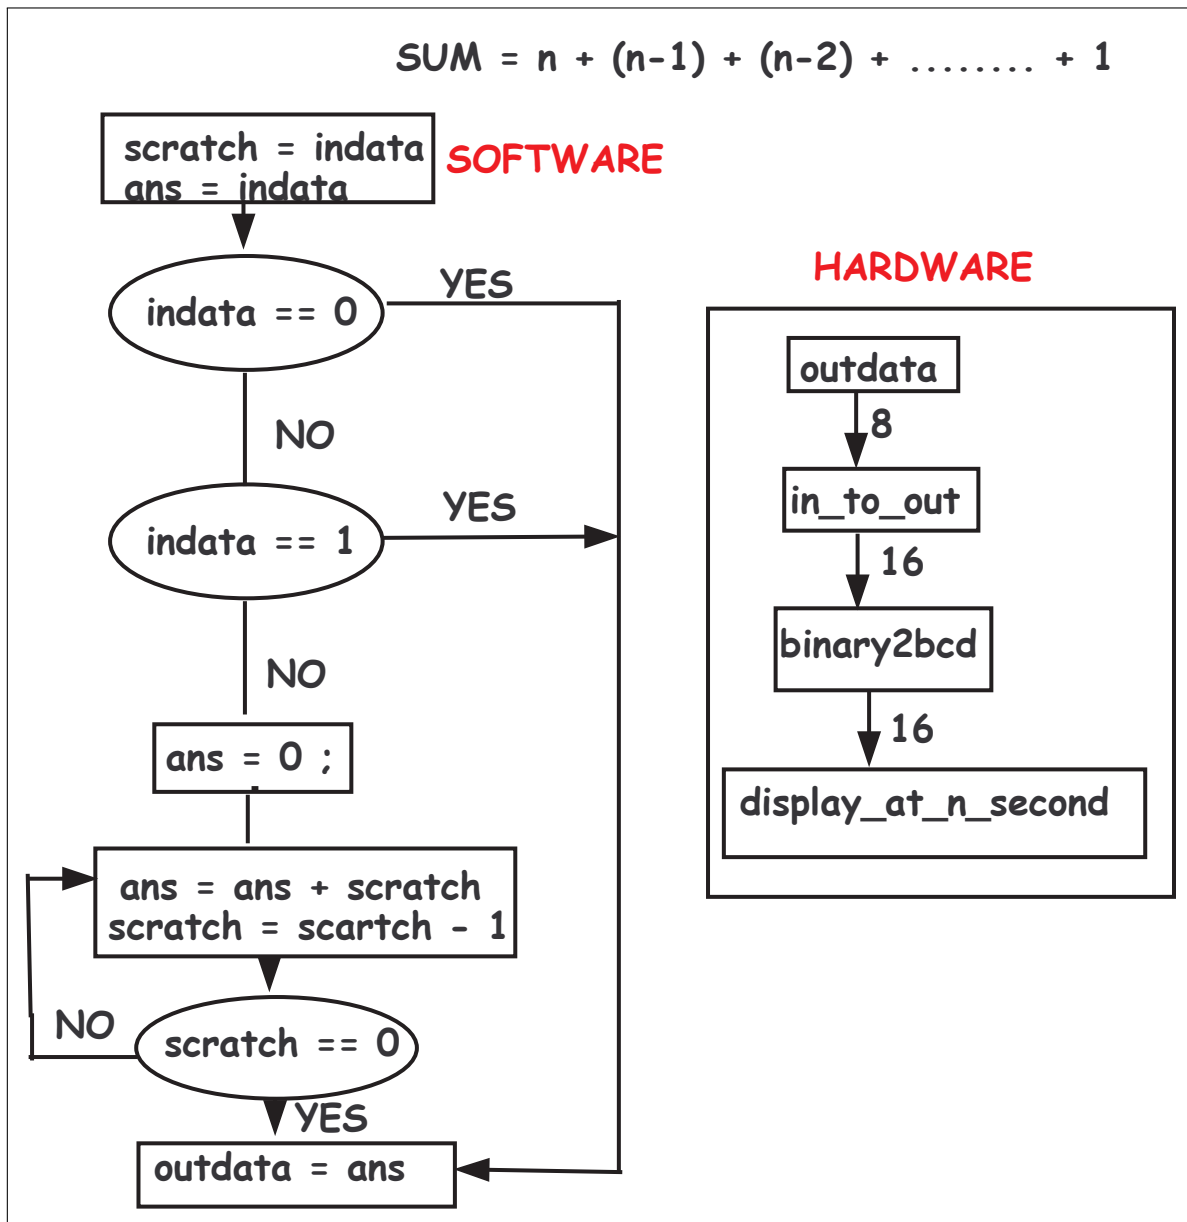 SUM = n + (n-1) + (n-2) + ........ + 1
scratch = indata
ans = indata
SOFTWARE
indata == 0
YES
NO
indata == 1
YES
NO
ans = 0 ;
ans = ans + scratch
scratch = scartch - 1
NO
scratch == 0
YES
outdata = ans
HARDWARE
outdata
8
in_to_out
16
binary2bcd
16
display_at_n_second